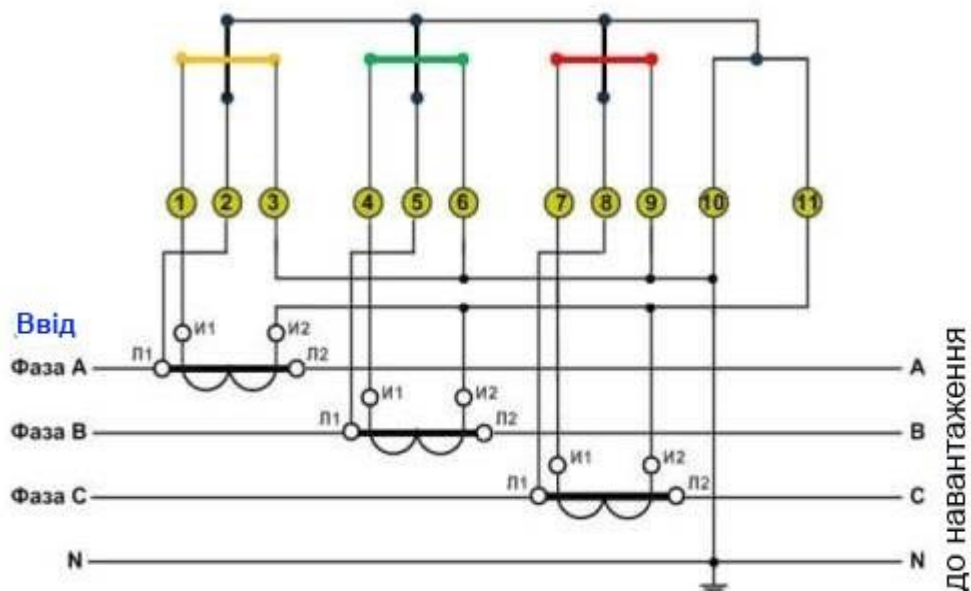 1 2 3 4 5 6 7 8 9 10 11
Ввід
И1 И2
Фаза А Л1 Л2 А
И1 И2
Фаза В Л1 Л2 В
И1 И2
Фаза С Л1 Л2 С
N N
до навантаження